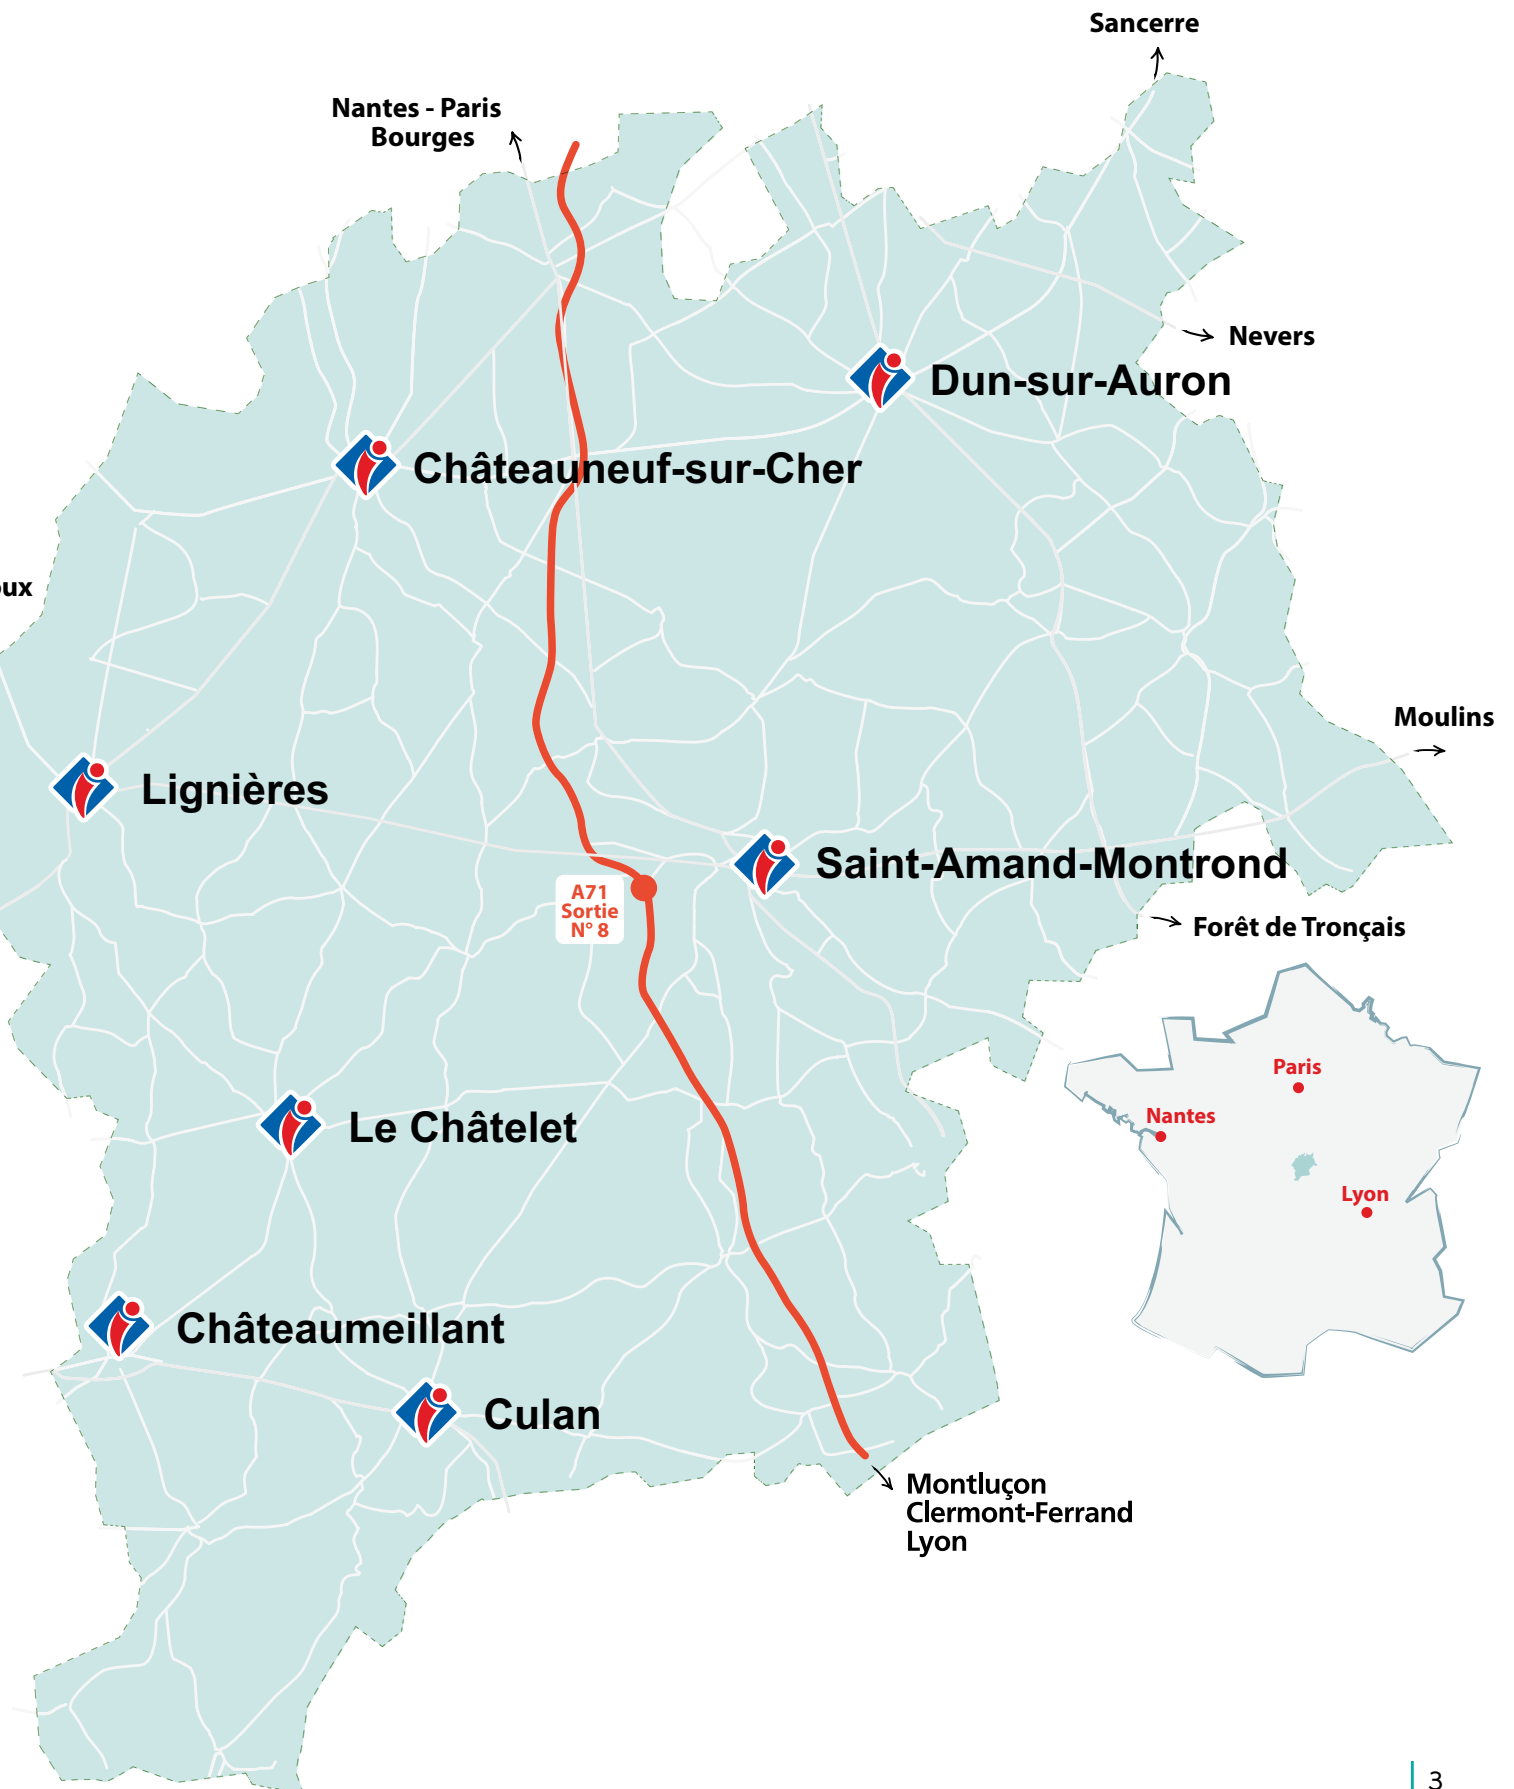 Sancerre
Nantes - Paris
Bourges
Nevers
Dun-sur-Auron
Châteauneuf-sur-Cher
oux
Moulins
Lignières
Saint-Amand-Montrond
A71
Sortie
N° 8
Forêt de Tronçais
Paris
Nantes
Le Châtelet
Lyon
Châteaumeillant
Culan
Montluçon
Clermont-Ferrand
Lyon
3